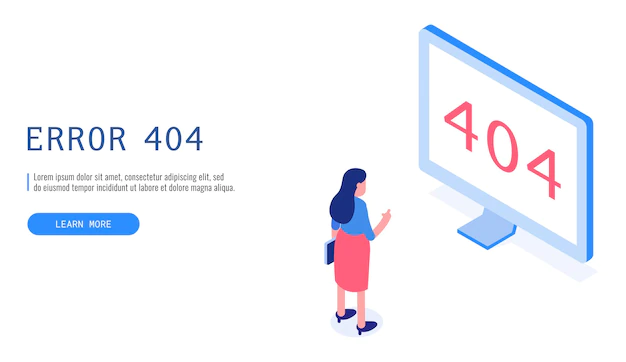 ERROR 404
Lorem ipsum dolor sit amet, consectetur adipiscing elit, sed
do eiusmod tempor incididunt ut labore et dolore magna aliqua.
LEARN MORE
404